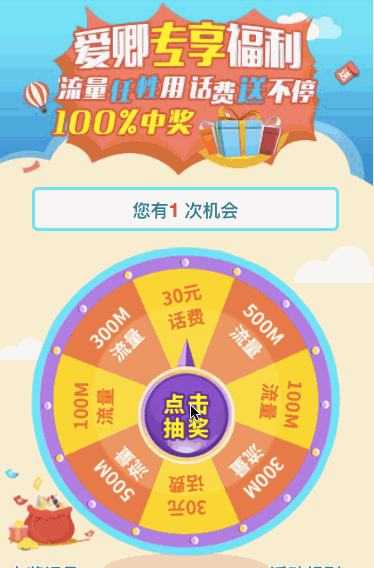 爱卿专享福利
流量任性用话费送不停
100%中奖
您有1次机会
30元
话费
500M
流量
100M
流量
300M
流量
30元
话费
500M
流量
100M
流量
300M
流量
点击
抽奖